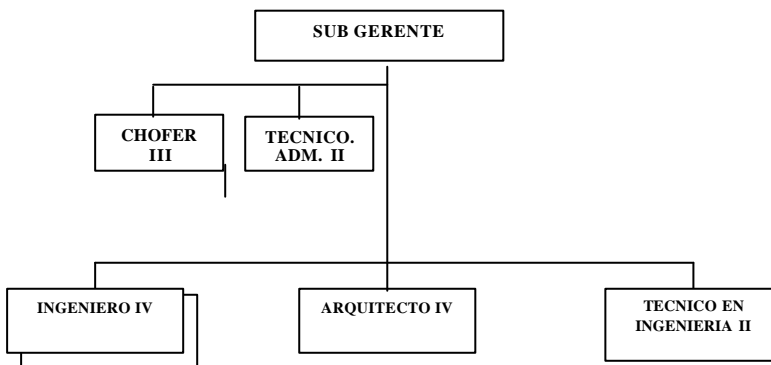 SUB GERENTE
CHOFER
III
TECNICO.
ADM. II
INGENIERO IV
ARQUITECTO IV
TECNICO EN
INGENIERIA II